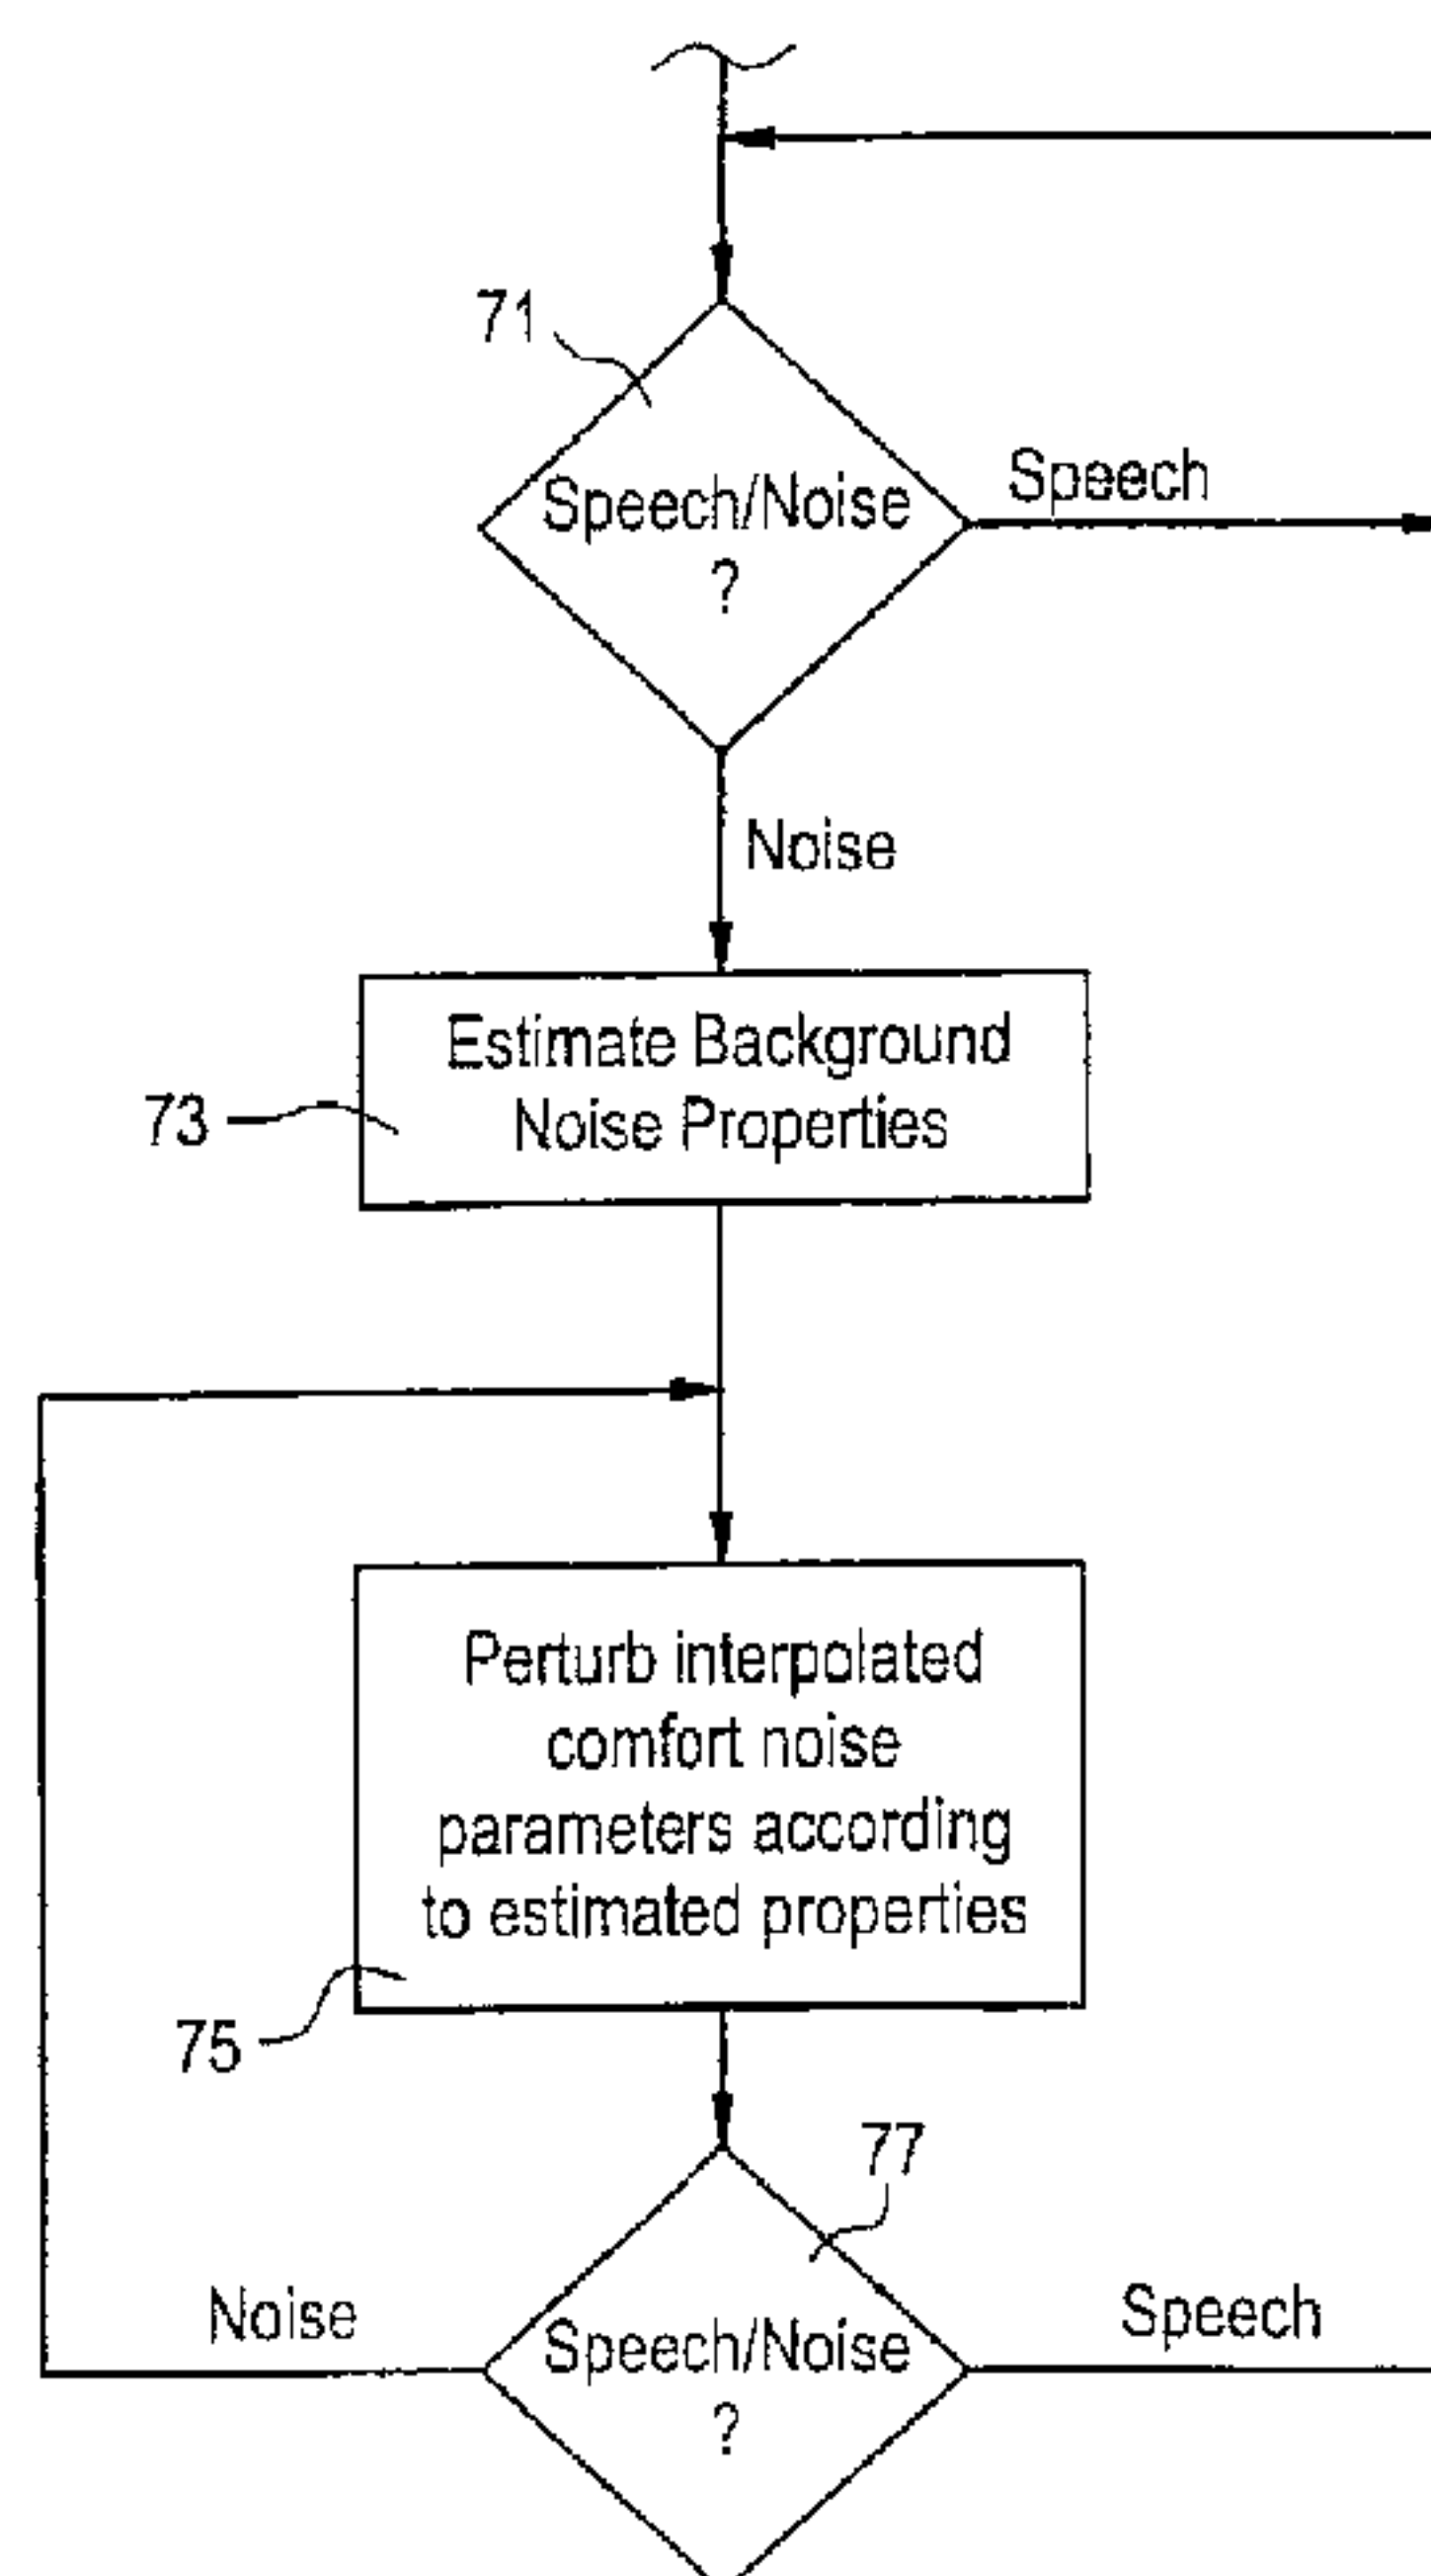 71
Speech/Noise
?
Speech
Noise
Estimate Background
Noise Properties
73
Perturb interpolated
comfort noise
parameters according
to estimated properties
75
77
Noise
Speech/Noise
?
Speech